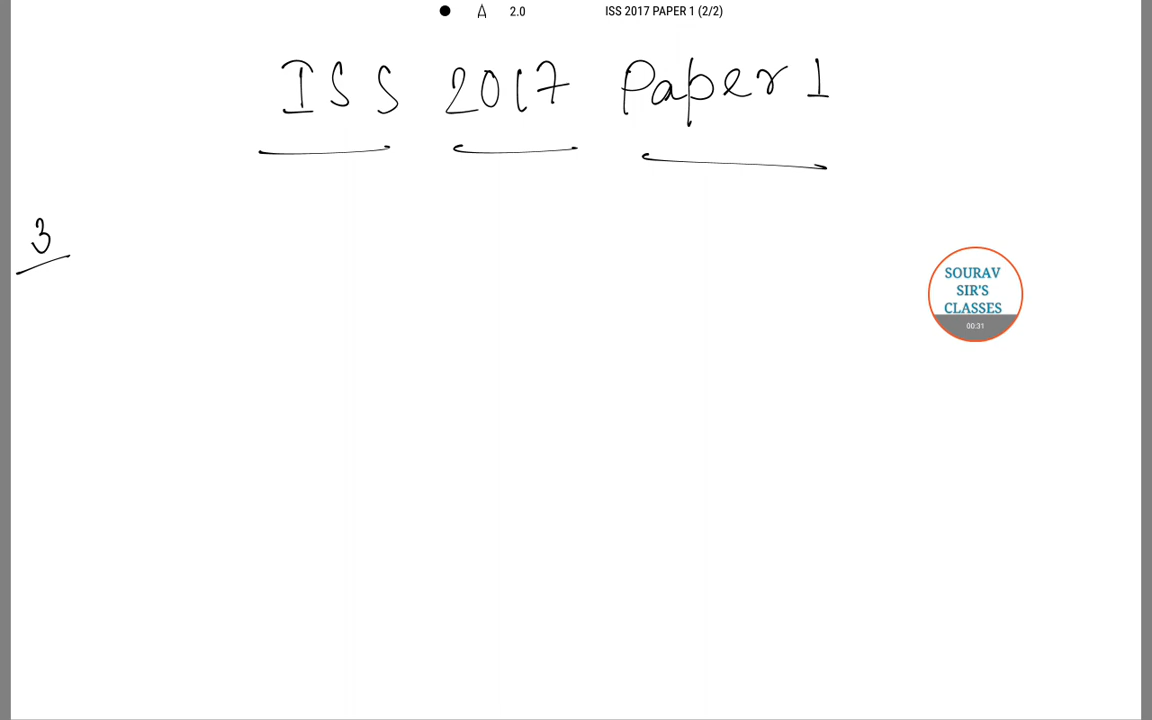 2.0 ISS 2017 PAPER 1 (2/2)
ISS 2017 Paper 1
3
SOURAV
SIR'S
CLASSES
00:31